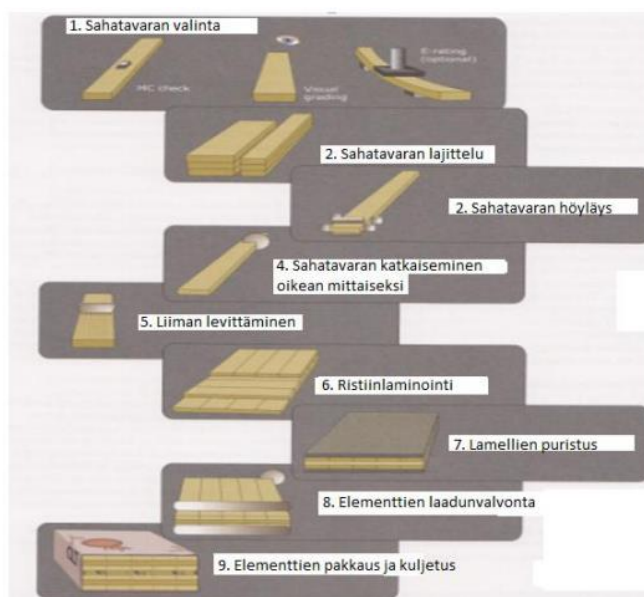 1. Sahatavaran valinta
E-rating
(optional)
MC check
Visual
grading
2. Sahatavaran lajittelu
2. Sahatavaran höyläys
4. Sahatavaran katkaiseminen
oikean mittaiseksi
5. Liiman levittäminen
6. Ristiinlaminointi
7. Lamellien puristus
8. Elementtien laadunvalvonta
CLT
9. Elementtien pakkaus ja kuljetus